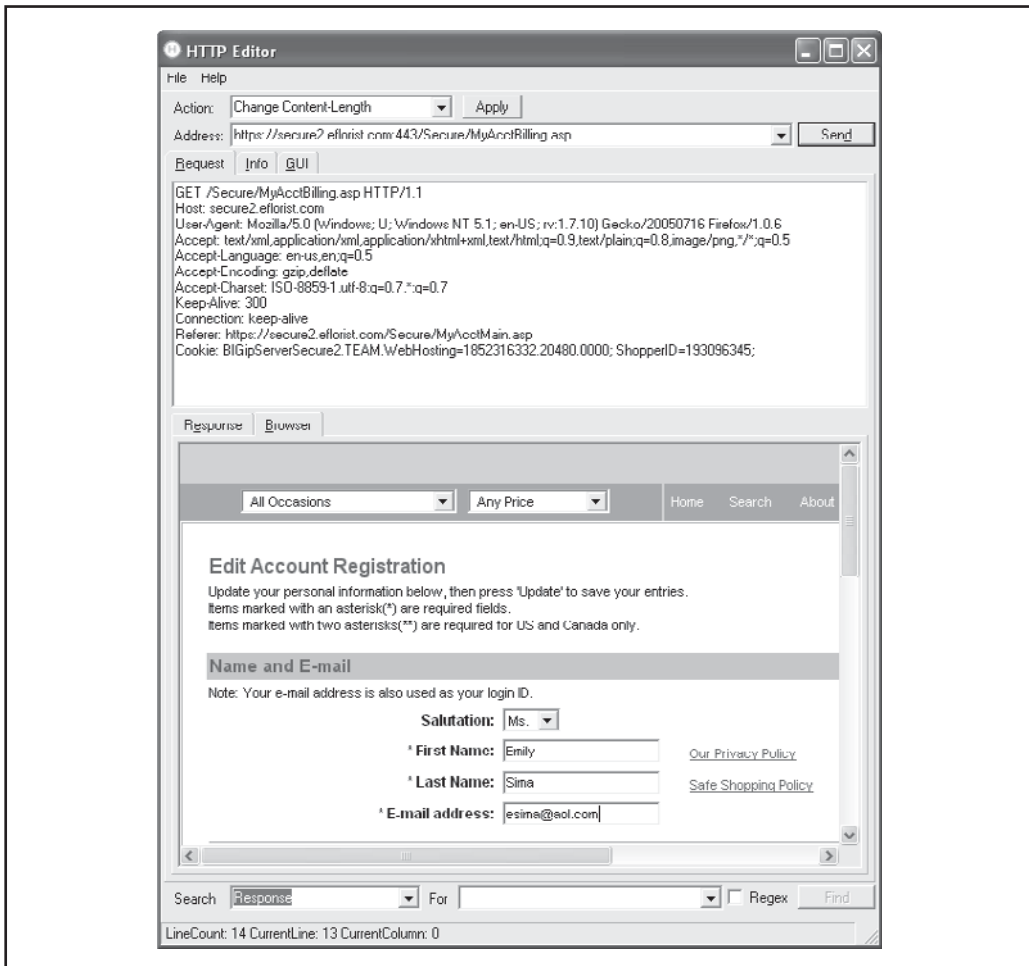 HTTP Editor
File Help
Action: Change Content-Length Apply
Address: https://secure2.eflorist.com:443/Secure/MyAcctBilling.asp Send
Request Info GUI
GET /Secure/MyAcctBilling.asp HTTP/1.1
Host: secure2.eflorist.com
User-Agent: Mozilla/5.0 (Windows; U; Windows NT 5.1; en-US; rv:1.7.10) Gecko/20050716 Firefox/1.0.6
Accept: text/xml,application/xml,application/xhtml+xml,text/html;q=0.9,text/plain;q=0.8,image/png,*/*;q=0.5
Accept-Language: en-us,en;q=0.5
Accept-Encoding: gzip,deflate
Accept-Charset: ISO-8859-1,utf-8;q=0.7,*;q=0.7
Keep-Alive: 300
Connection: keep-alive
Referer: https://secure2.eflorist.com/Secure/MyAcctMain.asp
Cookie: BIGipServerSecure2.TEAM.WebHosting=1852316332.20480.0000; ShopperID=193096345;
Response Browser
All Occasions Any Price Home Search About
Edit Account Registration
Update your personal information below, then press 'Update' to save your entries.
Items marked with an asterisk(*) are required fields.
Items marked with two asterisks(**) are required for US and Canada only.
Name and E-mail
Note: Your e-mail address is also used as your login ID.
Salutation: Ms.
* First Name: Emily Our Privacy Policy
* Last Name: Sima Safe Shopping Policy
* E-mail address: esima@aol.com
Search Response For Regex Find
LineCount: 14 CurrentLine: 13 CurrentColumn: 0